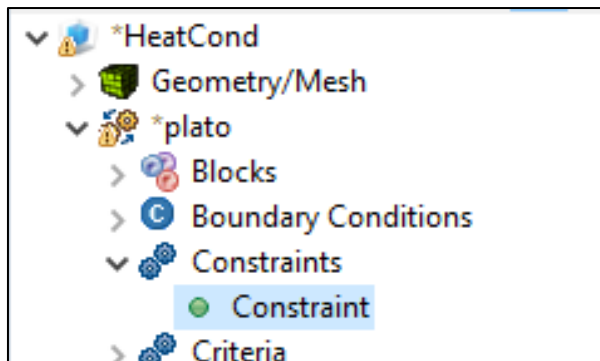 *HeatCond
Geometry/Mesh
*plato
Blocks
C Boundary Conditions
Constraints
Constraint
Criteria